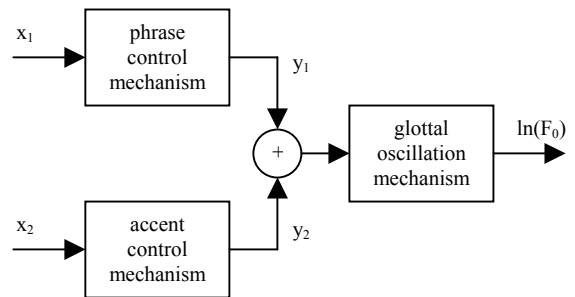 x₁
phrase
control
mechanism
y₁
+
glottal
oscillation
mechanism
ln(F₀)
x₂
accent
control
mechanism
y₂